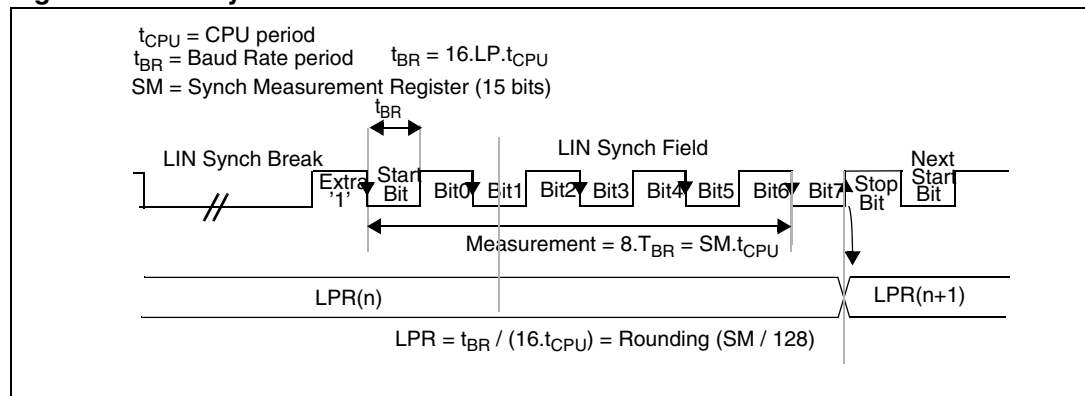 t_CPU = CPU period
t_BR = Baud Rate period t_BR = 16.LP.t_CPU
SM = Synch Measurement Register (15 bits)
t_BR
LIN Synch Break
LIN Synch Field
Next
Start
Bit
Extra
'1'
Start
Bit
Bit0
Bit1
Bit2
Bit3
Bit4
Bit5
Bit6
Bit7
Stop
Bit
Measurement = 8.T_BR = SM.t_CPU
LPR(n)
LPR(n+1)
LPR = t_BR / (16.t_CPU) = Rounding (SM / 128)